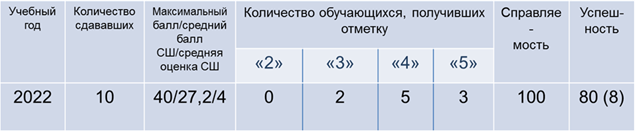 Учебный год Количество сдававших Максимальный балл/средний балл СШ/средняя оценка СШ Количество обучающихся, получивших отметку Справляе-мость Успеш-ность
«2» «3» «4» «5»
2022 10 40/27,2/4 0 2 5 3 100 80 (8)